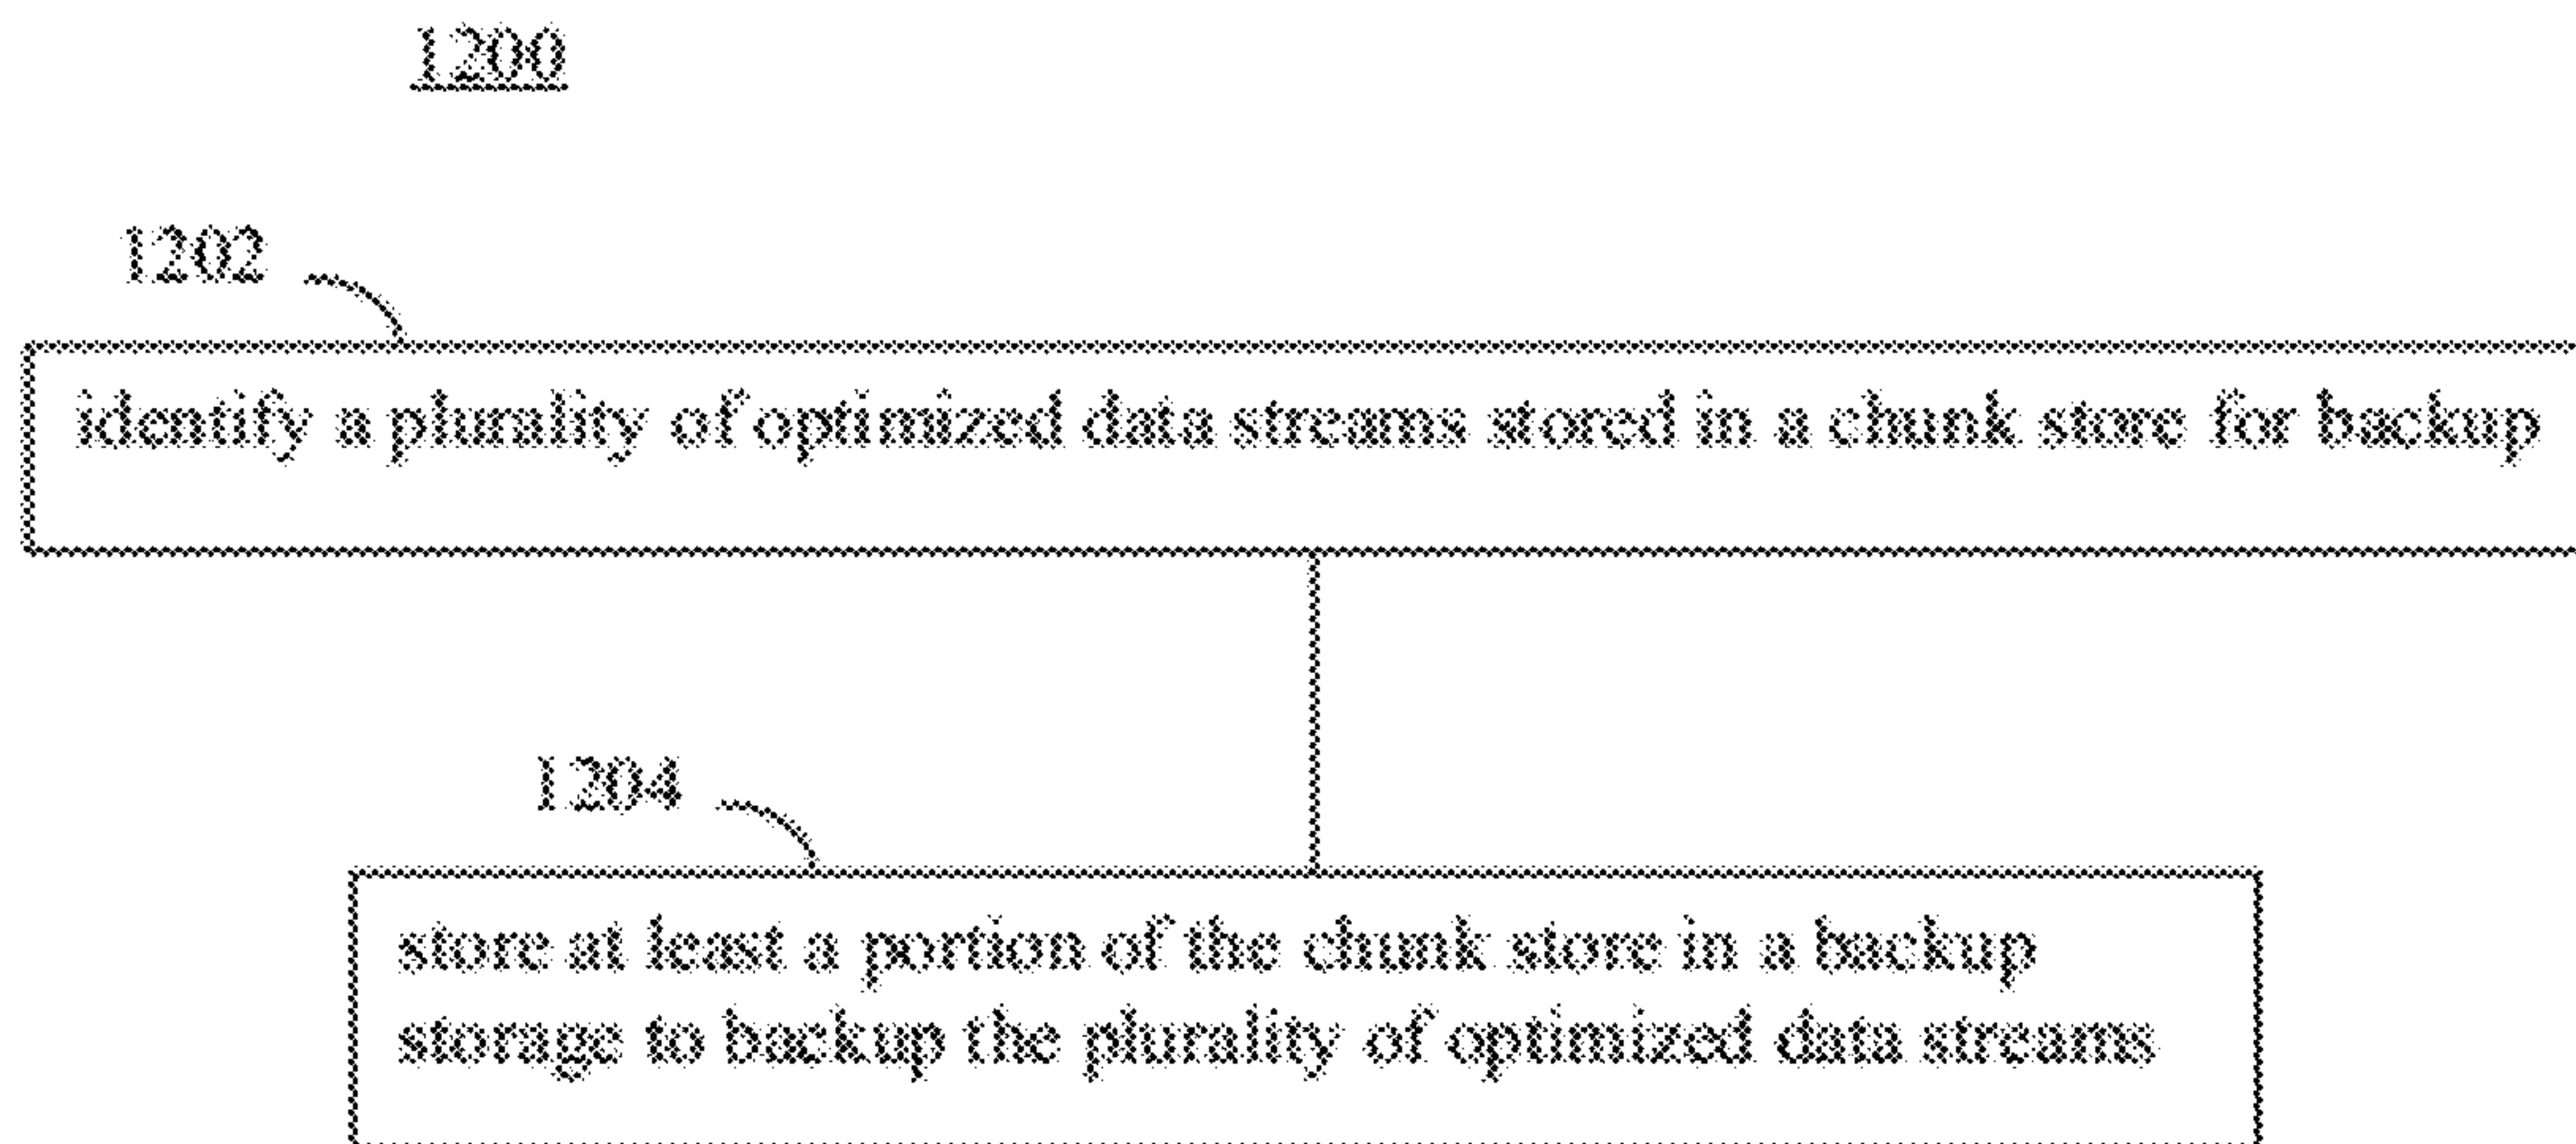 1200
1202
identify a plurality of optimized data streams stored in a chunk store for backup
1204
store at least a portion of the chunk store in a backup
storage to backup the plurality of optimized data streams